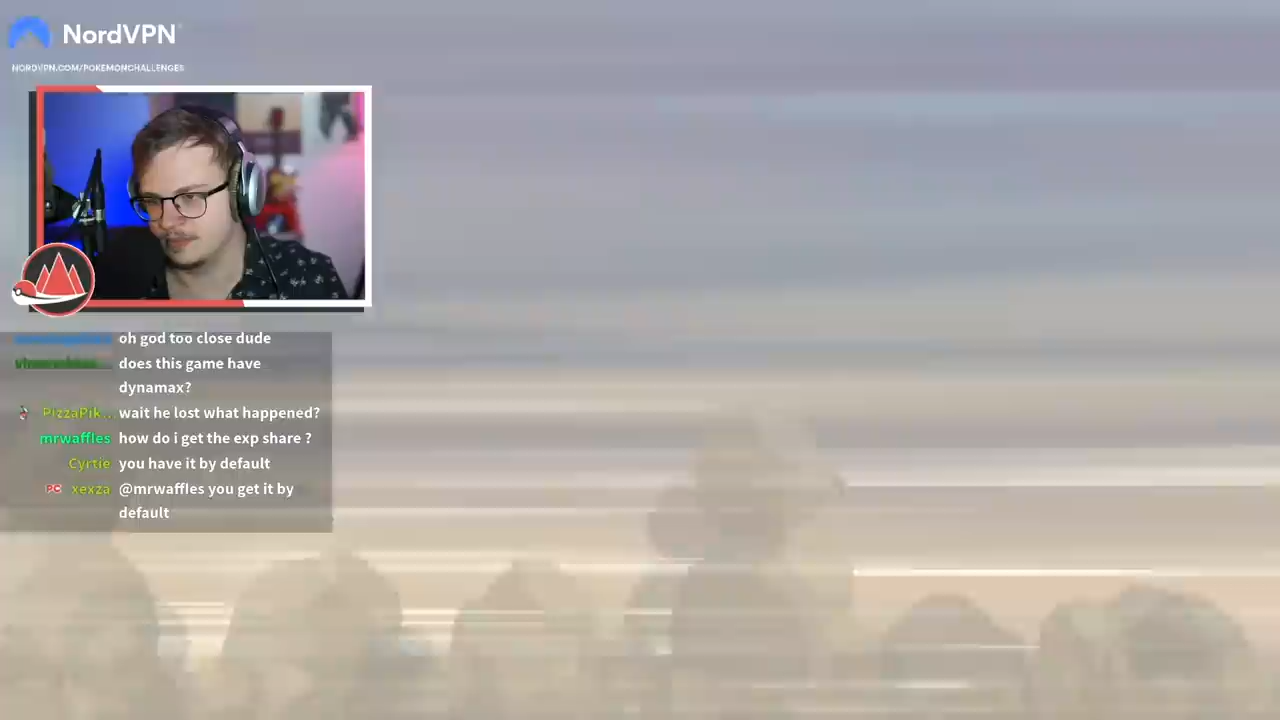 NordVPN
NORDVPN.COM/POKEMONCHALLENGES
oh god too close dude
does this game have
dynamax?
PizzaPik... wait he lost what happened?
mrwaffles how do i get the exp share ?
Cyrtie you have it by default
PC xexza @mrwaffles you get it by
default